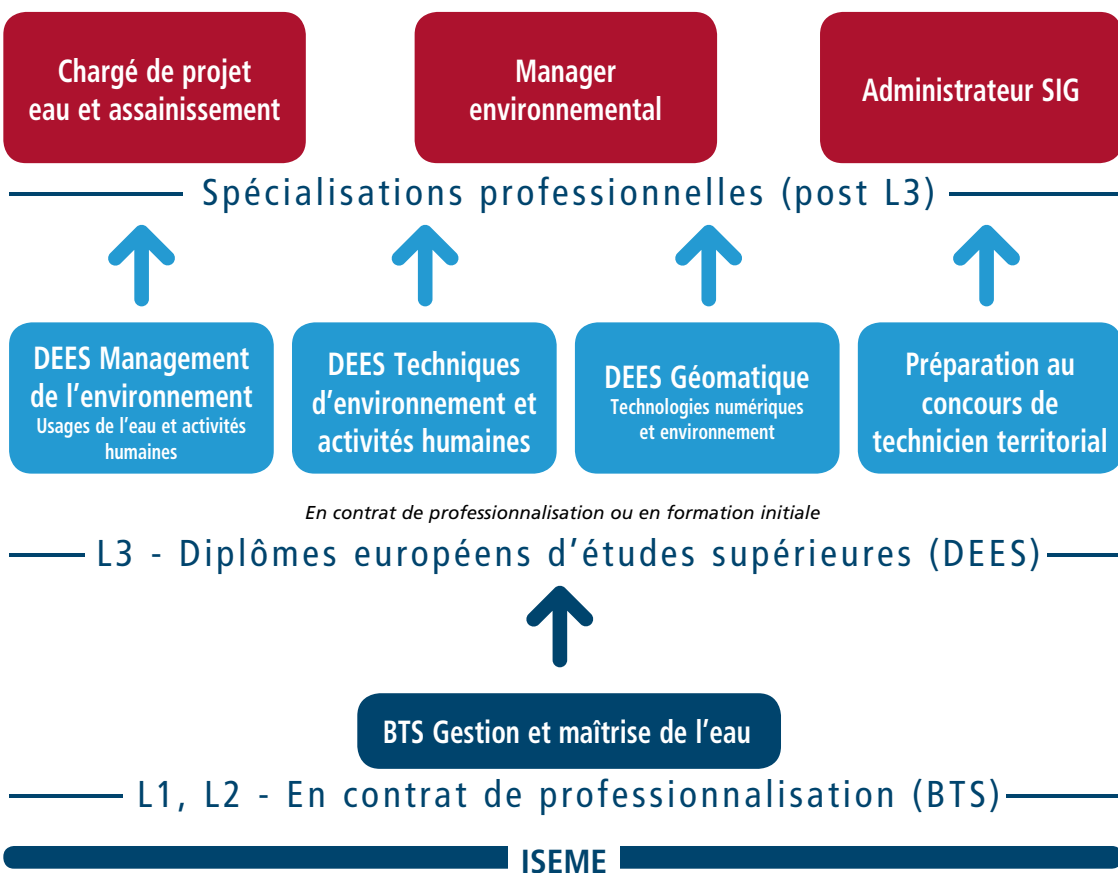 Chargé de projet
eau et assainissement
Manager
environnemental
Administrateur SIG
Spécialisations professionnelles (post L3)
DEES Management
de l'environnement
Usages de l'eau et activités
humaines
DEES Techniques
d'environnement et
activités humaines
DEES Géomatique
Technologies numériques
et environnement
Préparation au
concours de
technicien territorial
En contrat de professionnalisation ou en formation initiale
L3 - Diplômes européens d'études supérieures (DEES)
BTS Gestion et maîtrise de l'eau
L1, L2 - En contrat de professionnalisation (BTS)
ISEME